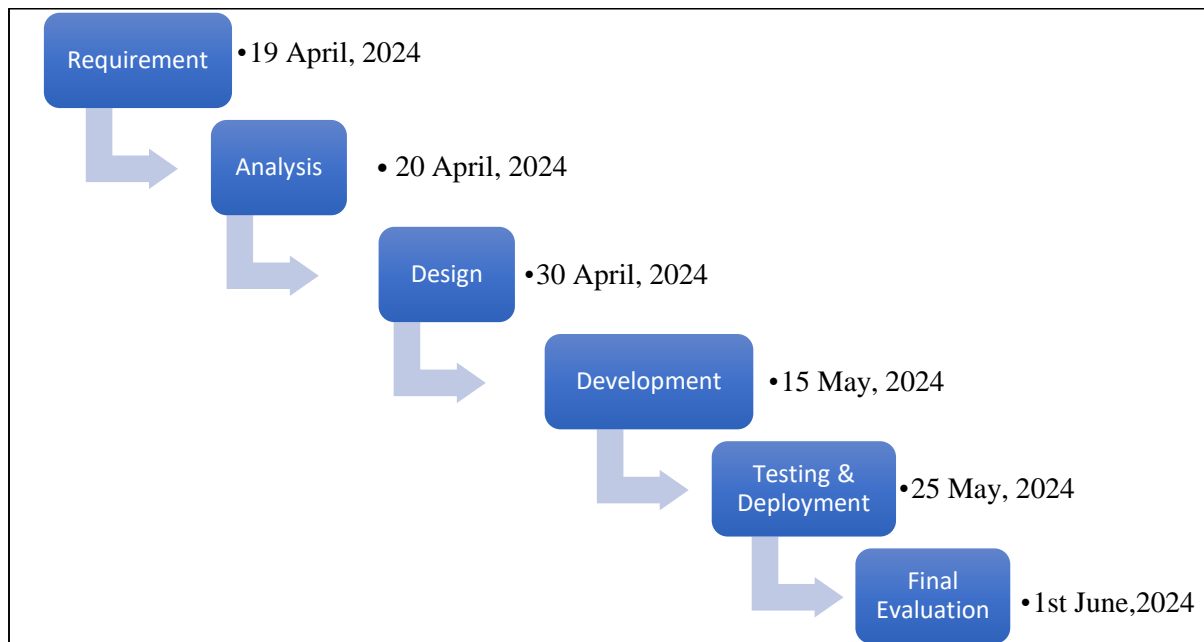 Requirement
•19 April, 2024
Analysis
• 20 April, 2024
Design
•30 April, 2024
Development
•15 May, 2024
Testing &
Deployment
•25 May, 2024
Final
Evaluation
•1st June,2024